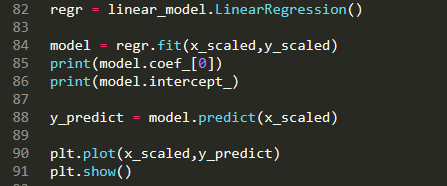 82 regr = linear_model.LinearRegression()
83
84 model = regr.fit(x_scaled,y_scaled)
85 print(model.coef_[0])
86 print(model.intercept_)
87
88 y_predict = model.predict(x_scaled)
89
90 plt.plot(x_scaled,y_predict)
91 plt.show()